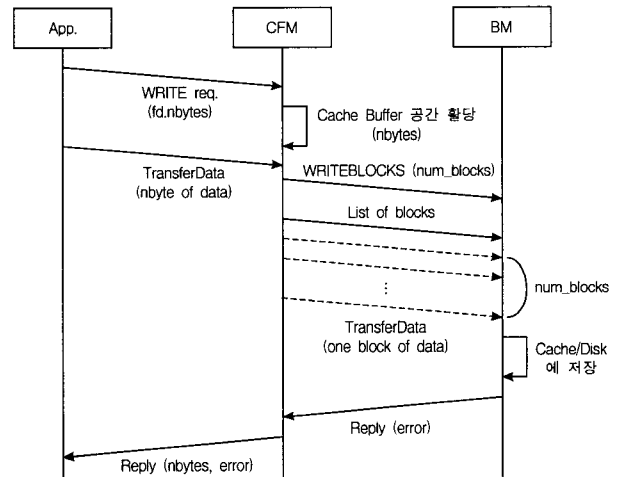 App.
CFM
BM
WRITE req.
(fd.nbytes)
Cache Buffer 공간 활당
(nbytes)
TransferData
(nbyte of data)
WRITEBLOCKS (num_blocks)
List of blocks
⋮
num_blocks
TransferData
(one block of data)
Cache/Disk
에 저장
Reply (error)
Reply (nbytes, error)